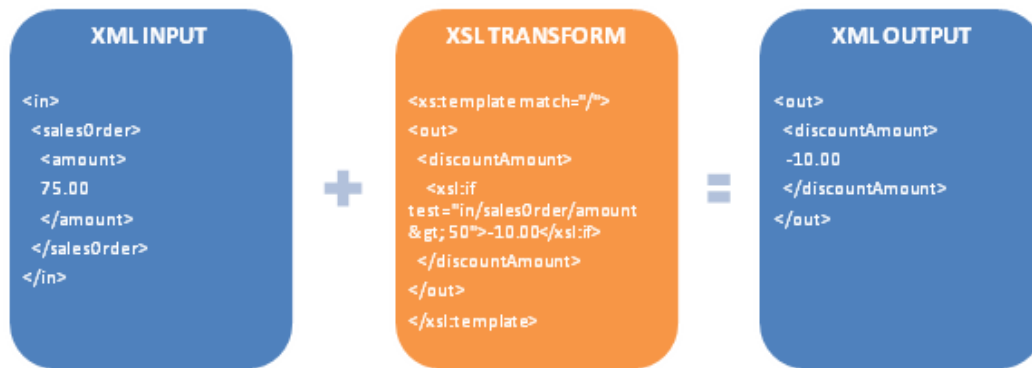 XML INPUT
<in>
<salesOrder>
<amount>
75.00
</amount>
</salesOrder>
</in>
+
XSL TRANSFORM
<xs:template match="/">
<out>
<discountAmount>
<xsl:if
test="in/salesOrder/amount
&gt; 50">-10.00</xsl:if>
</discountAmount>
</out>
</xsl:template>
=
XML OUTPUT
<out>
<discountAmount>
-10.00
</discountAmount>
</out>